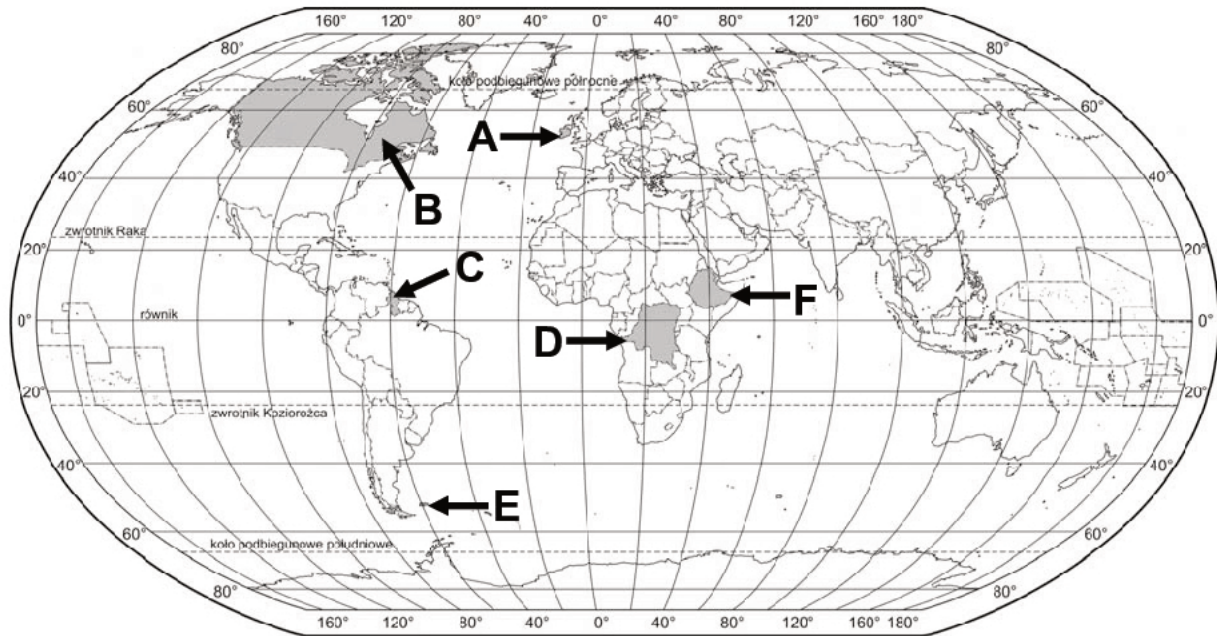 160° 120° 80° 40° 0° 40° 80° 120° 160° 180°
80° 80°
koło podbiegunowe północne
60° 60°
A
40° 40°
B
zwrotnik Raka
20° 20°
C
F
równik
0° 0°
D
20° 20°
zwrotnik Koziorożca
40° 40°
E
60° 60°
koło podbiegunowe południowe
80° 80°
160° 120° 80° 40° 0° 40° 80° 120° 160°